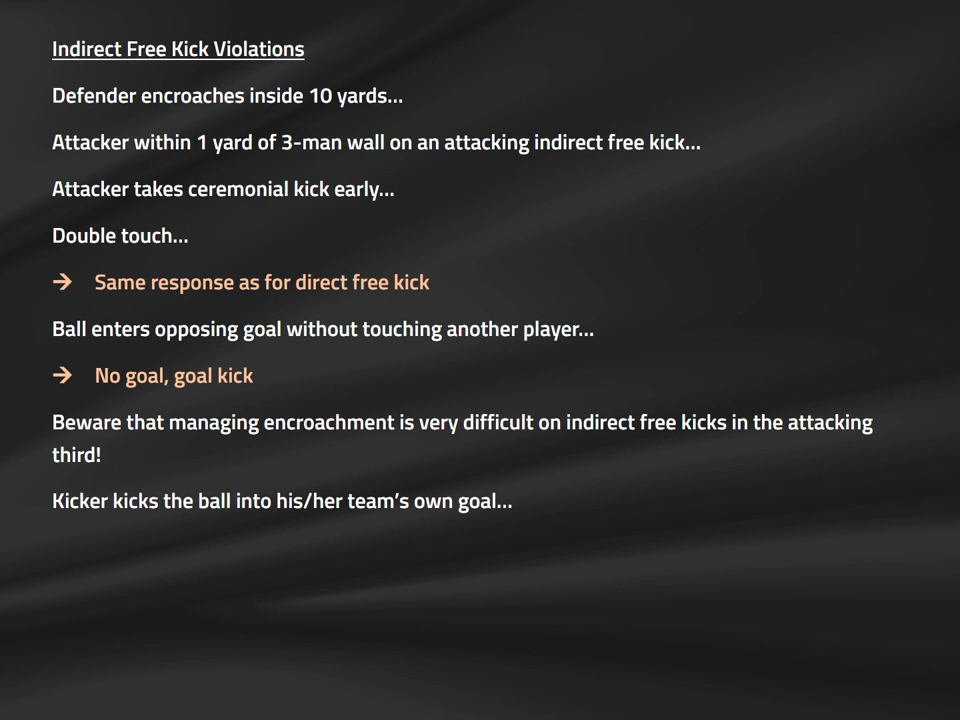 Indirect Free Kick Violations
Defender encroaches inside 10 yards…
Attacker within 1 yard of 3-man wall on an attacking indirect free kick…
Attacker takes ceremonial kick early…
Double touch…
→ Same response as for direct free kick
Ball enters opposing goal without touching another player…
→ No goal, goal kick
Beware that managing encroachment is very difficult on indirect free kicks in the attacking
third!
Kicker kicks the ball into his/her team’s own goal…